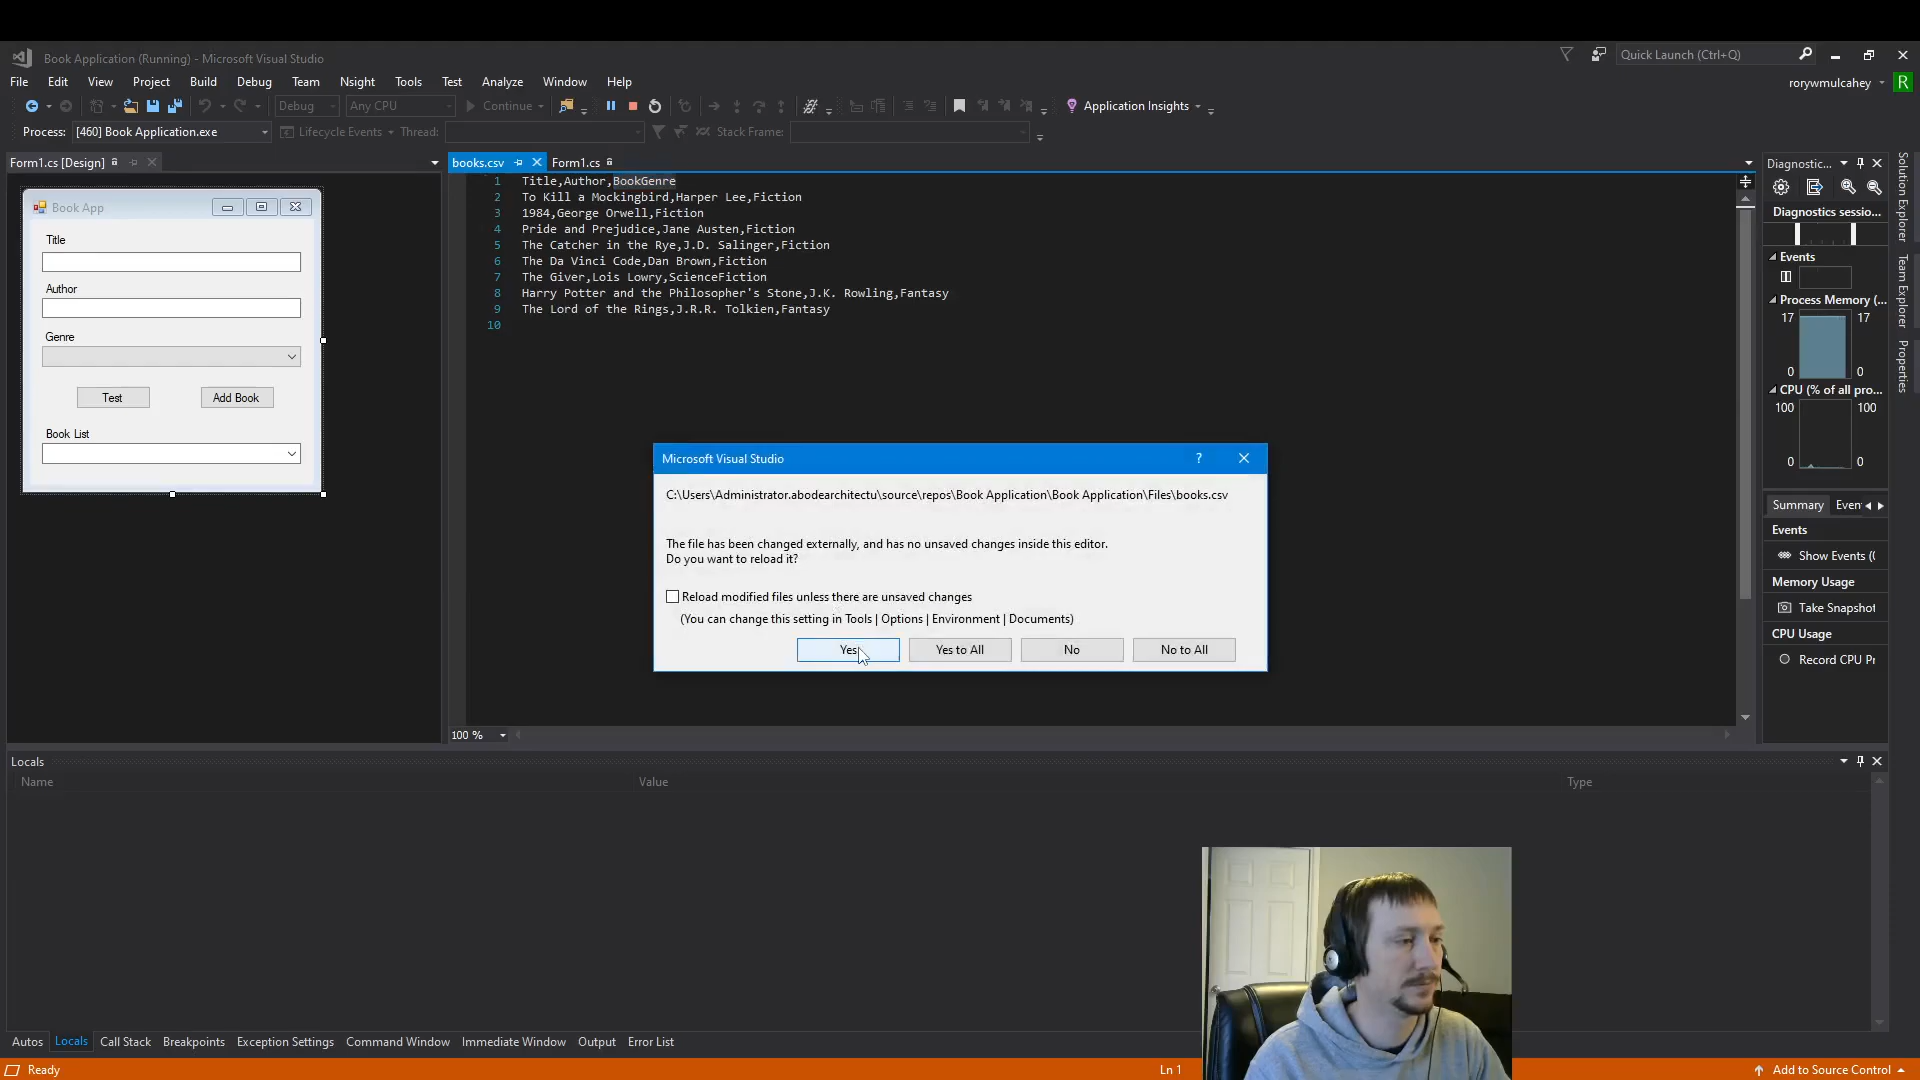 Book Application (Running) - Microsoft Visual Studio
Quick Launch (Ctrl+Q)
File Edit View Project Build Debug Team Nsight Tools Test Analyze Window Help
rorywmulcahey R
Debug Any CPU Continue Application Insights
Process: [460] Book Application.exe Lifecycle Events Thread: Stack Frame:
Form1.cs [Design]
books.csv Form1.cs
Diagnostic...
Book App
Title
Author
Genre
Test Add Book
Book List
1 Title,Author,BookGenre
2 To Kill a Mockingbird,Harper Lee,Fiction
3 1984,George Orwell,Fiction
4 Pride and Prejudice,Jane Austen,Fiction
5 The Catcher in the Rye,J.D. Salinger,Fiction
6 The Da Vinci Code,Dan Brown,Fiction
7 The Giver,Lois Lowry,ScienceFiction
8 Harry Potter and the Philosopher's Stone,J.K. Rowling,Fantasy
9 The Lord of the Rings,J.R.R. Tolkien,Fantasy
10
100 %
Microsoft Visual Studio ?
C:\Users\Administrator.abodearchitectu\source\repos\Book Application\Book Application\Files\books.csv
The file has been changed externally, and has no unsaved changes inside this editor.
Do you want to reload it?
Reload modified files unless there are unsaved changes
(You can change this setting in Tools | Options | Environment | Documents)
Yes Yes to All No No to All
Diagnostics sessio...
Events
Process Memory (...
17 17
0 0
CPU (% of all pro...
100 100
0 0
Summary Even
Events
Show Events (
Memory Usage
Take Snapshot
CPU Usage
Record CPU Pr
Solution Explorer
Team Explorer
Properties
Locals
Name Value Type
Autos Locals Call Stack Breakpoints Exception Settings Command Window Immediate Window Output Error List
Ready Ln 1 Add to Source Control